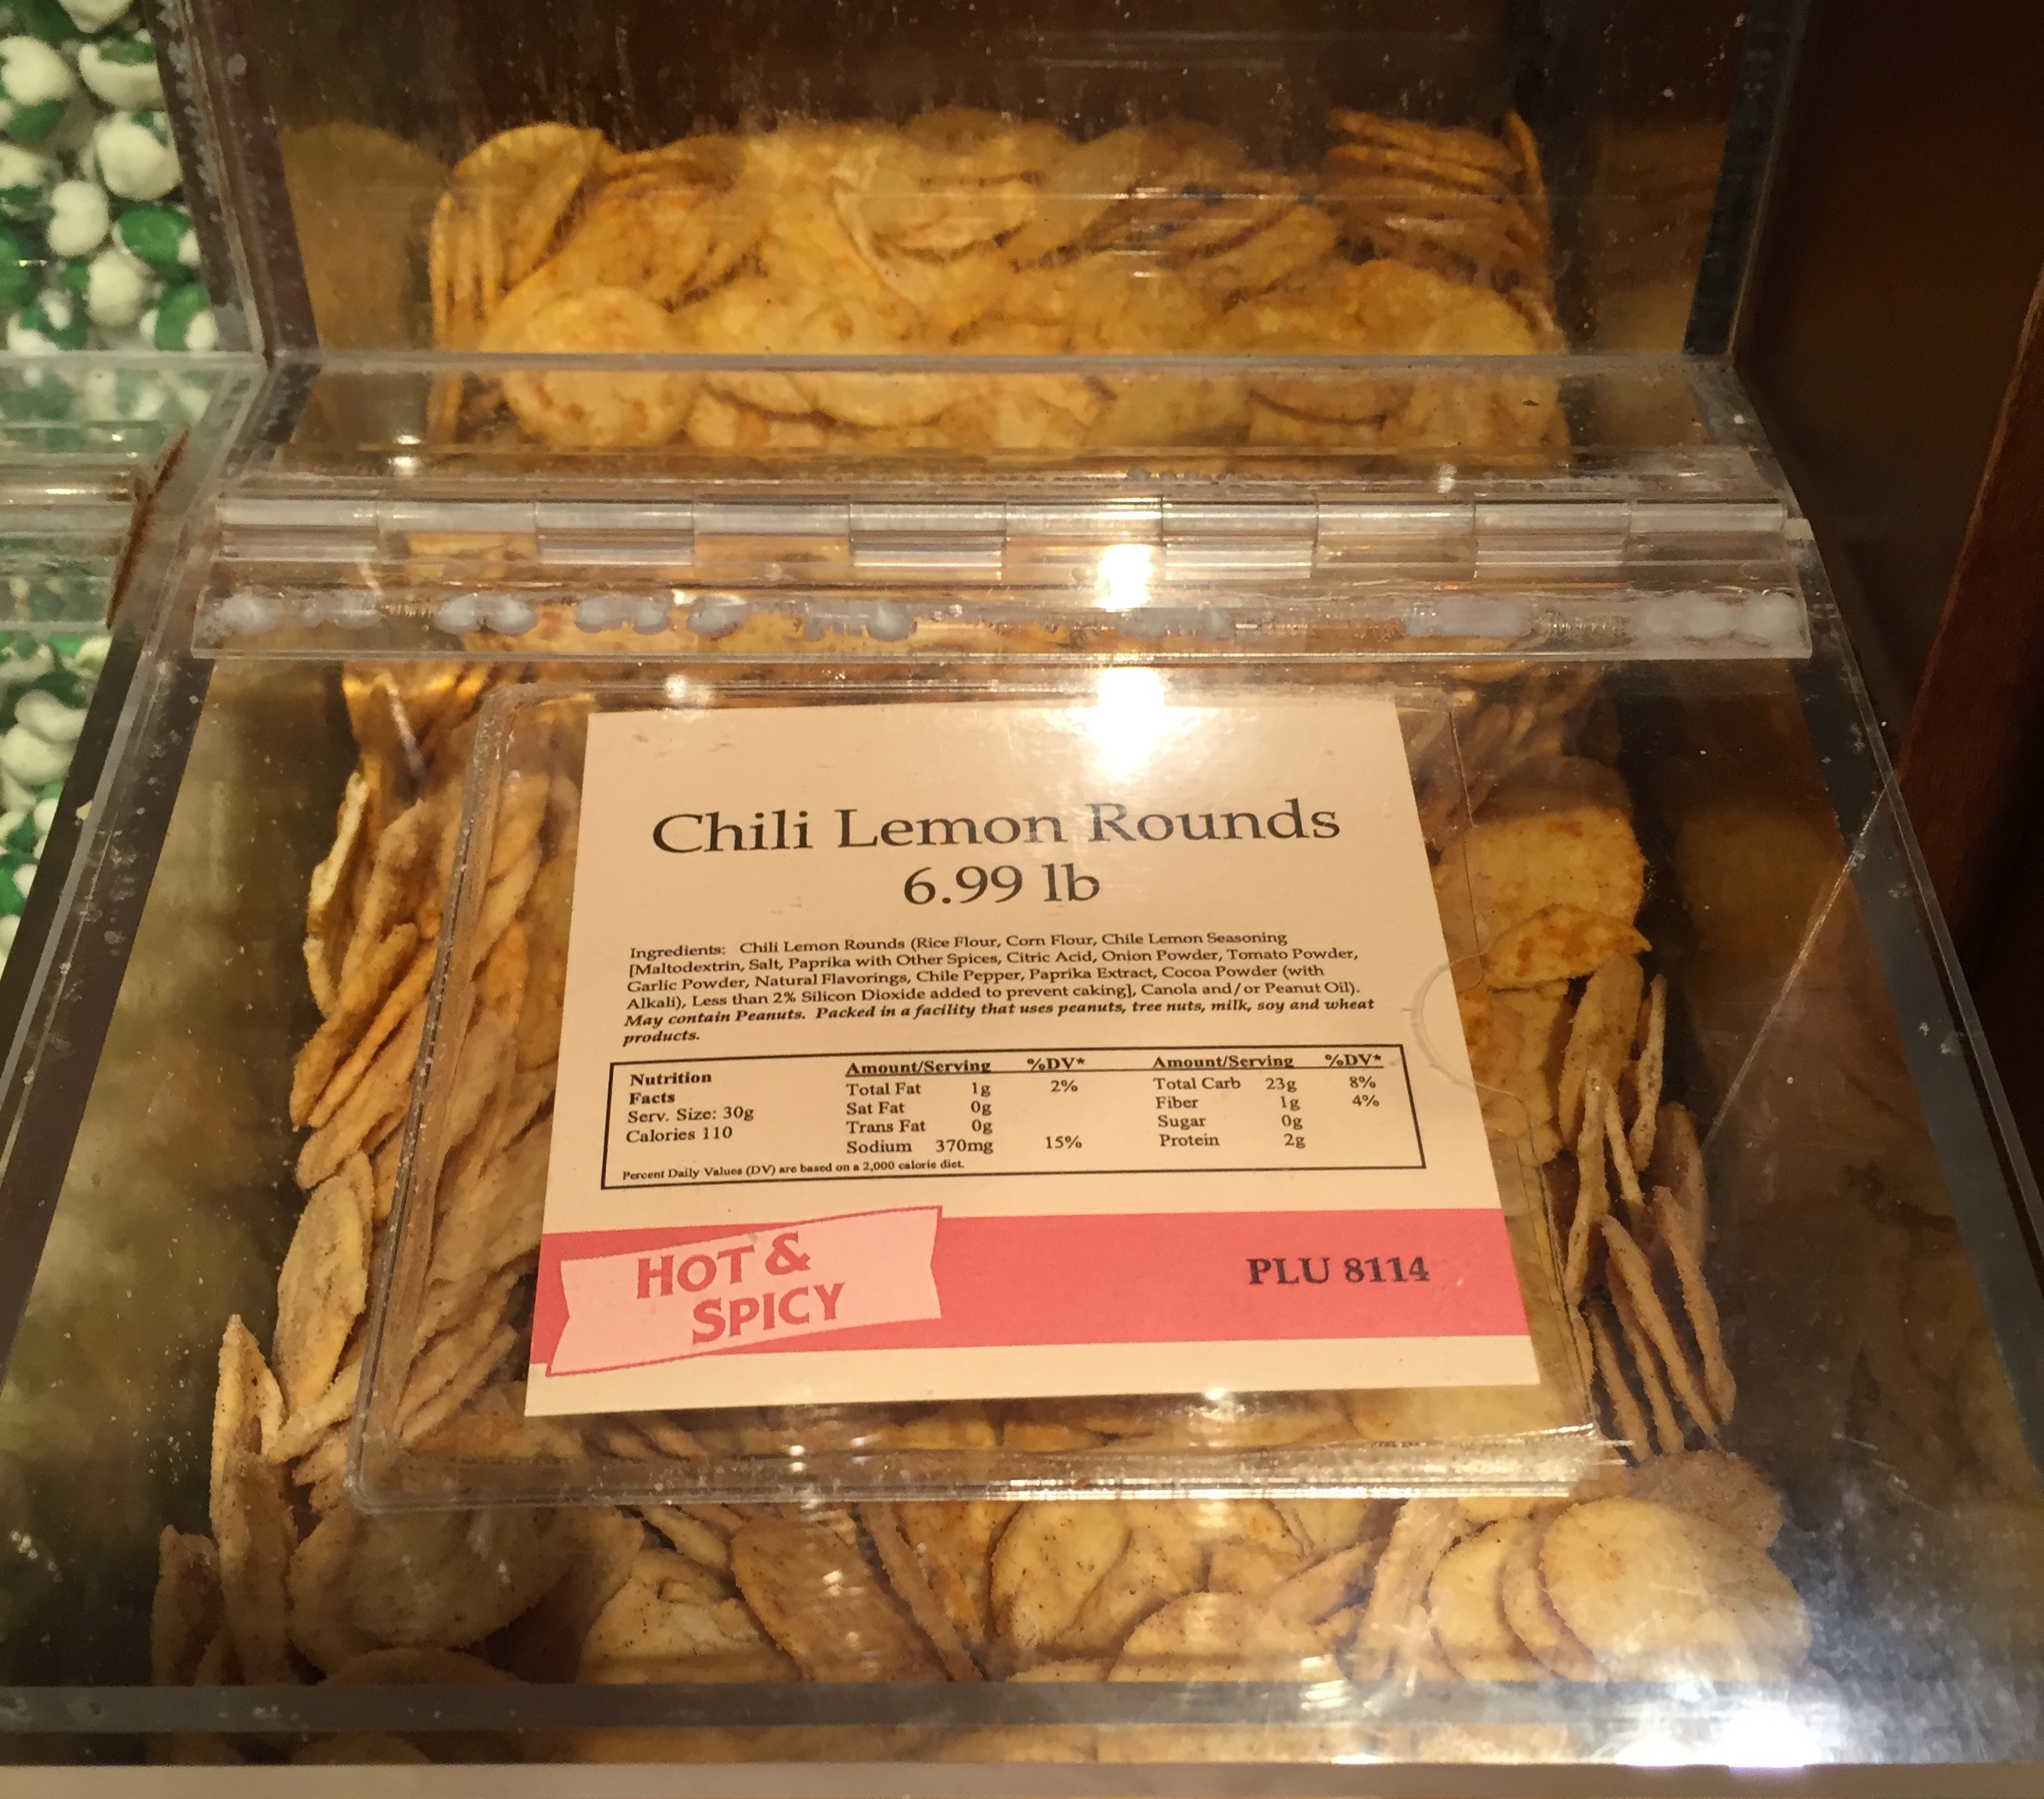 Chili Lemon Rounds
6.99 lb
Ingredients: Chili Lemon Rounds (Rice Flour, Corn Flour, Chile Lemon Seasoning
[Maltodextrin, Salt, Paprika with Other Spices, Citric Acid, Onion Powder, Tomato Powder,
Garlic Powder, Natural Flavorings, Chile Pepper, Paprika Extract, Cocoa Powder (with
Alkali), Less than 2% Silicon Dioxide added to prevent caking], Canola and/or Peanut Oil).
May contain Peanuts. Packed in a facility that uses peanuts, tree nuts, milk, soy and wheat
products.
Nutrition
Facts
Serv. Size: 30g
Calories 110
Amount/Serving %DV*
Total Fat 1g 2%
Sat Fat 0g
Trans Fat 0g
Sodium 370mg 15%
Amount/Serving %DV*
Total Carb 23g 8%
Fiber 1g 4%
Sugar 0g
Protein 2g
Percent Daily Values (DV) are based on a 2,000 calorie diet.
HOT &
SPICY
PLU 8114